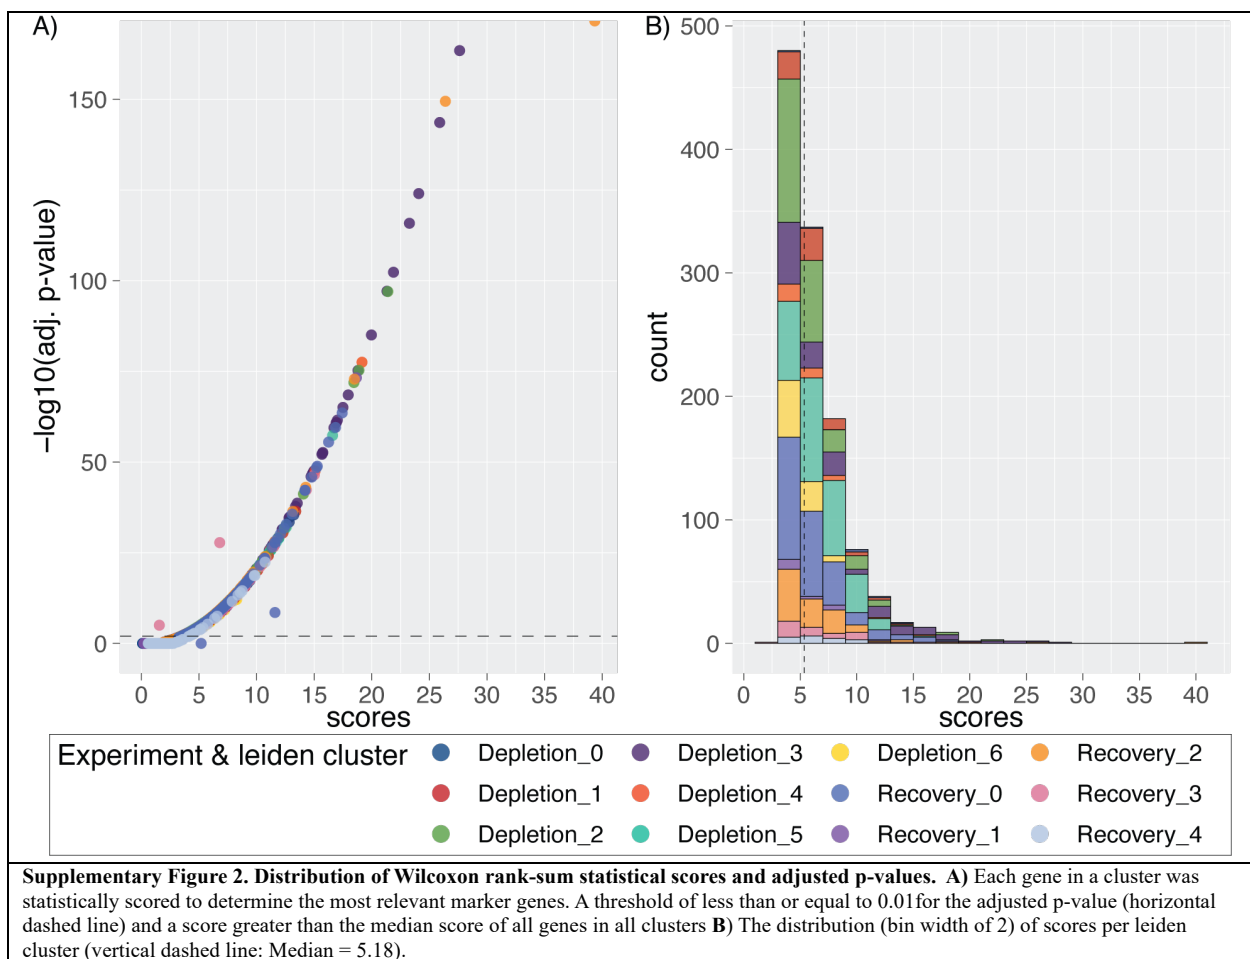 A)
150
100
50
0
−log10(adj. p-value)
0 5 10 15 20 25 30 35 40
scores
B)
500
400
300
200
100
0
count
0 5 10 15 20 25 30 35 40
scores
Experiment & leiden cluster
Depletion_0 Depletion_3 Depletion_6 Recovery_2
Depletion_1 Depletion_4 Recovery_0 Recovery_3
Depletion_2 Depletion_5 Recovery_1 Recovery_4
Supplementary Figure 2. Distribution of Wilcoxon rank-sum statistical scores and adjusted p-values. A) Each gene in a cluster was
statistically scored to determine the most relevant marker genes. A threshold of less than or equal to 0.01for the adjusted p-value (horizontal
dashed line) and a score greater than the median score of all genes in all clusters B) The distribution (bin width of 2) of scores per leiden
cluster (vertical dashed line: Median = 5.18).